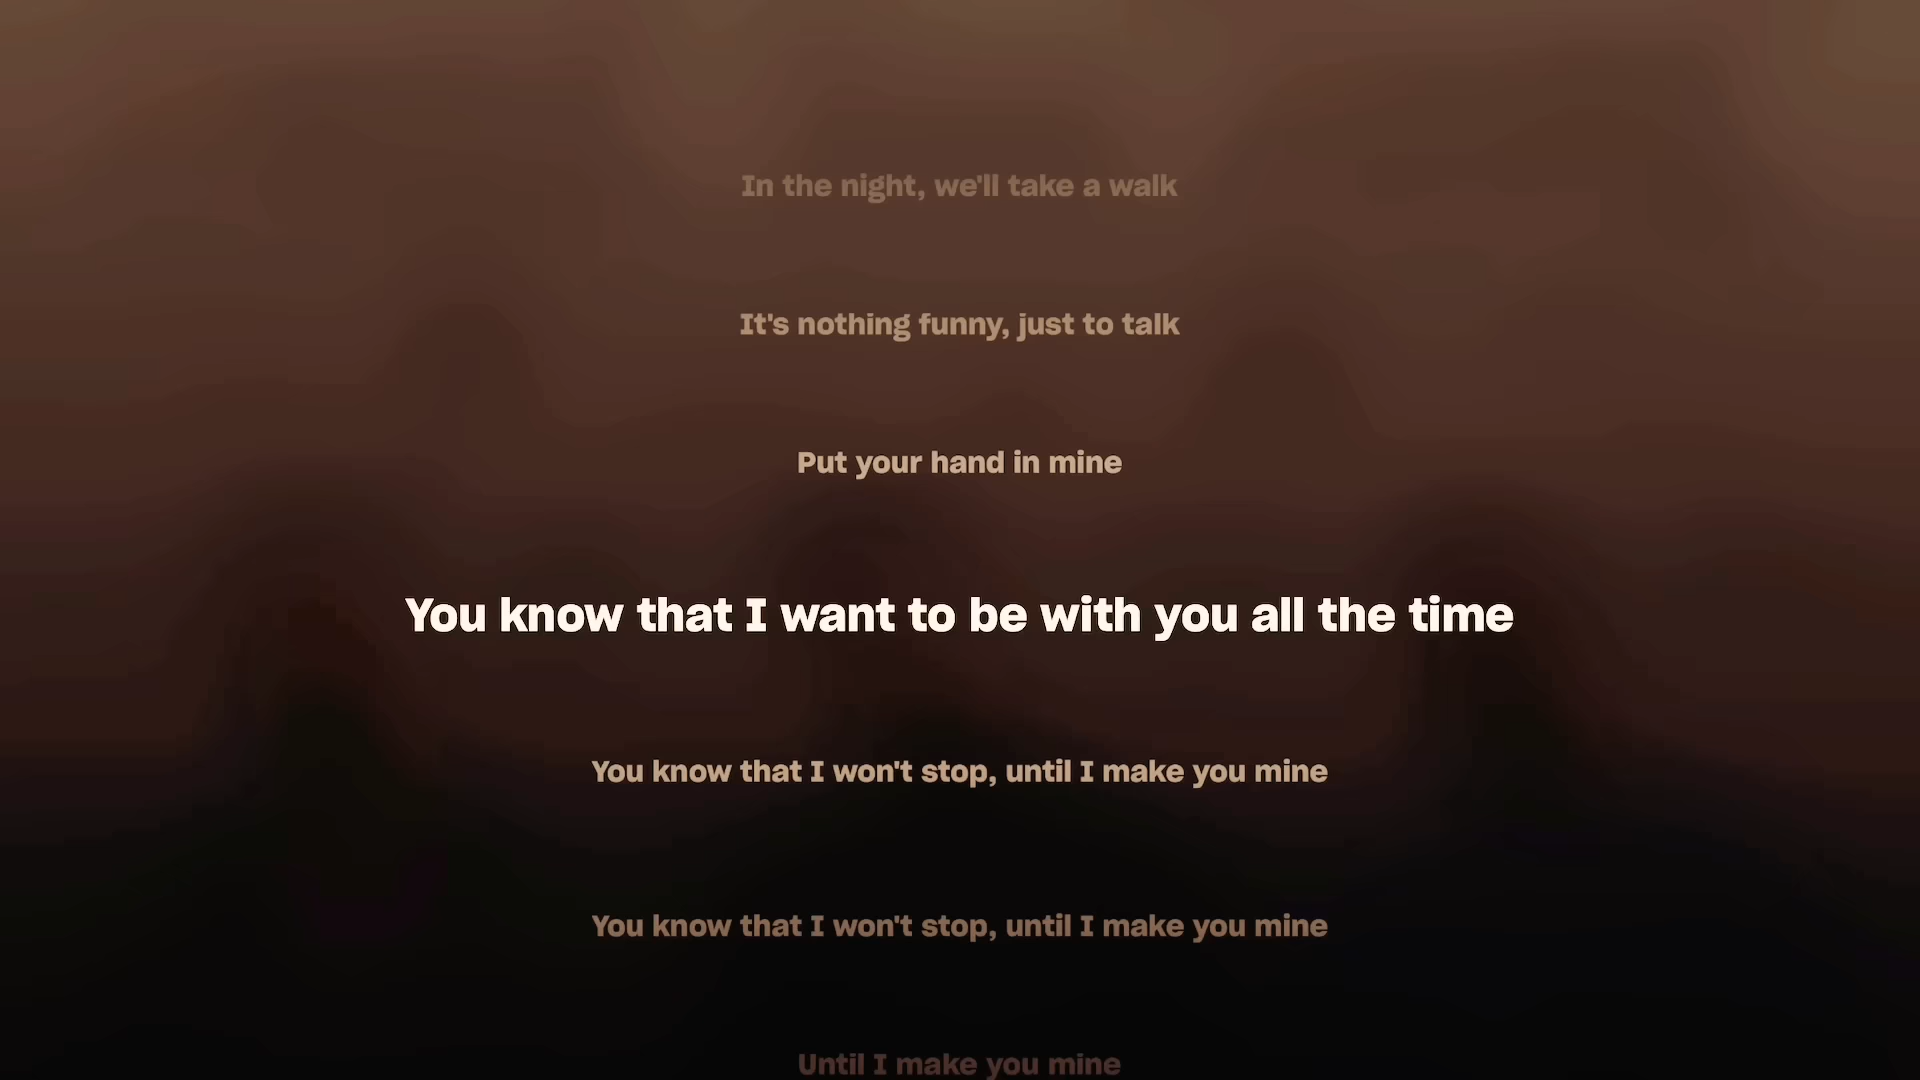 In the night, we'll take a walk
It's nothing funny, just to talk
Put your hand in mine
You know that I want to be with you all the time
You know that I won't stop, until I make you mine
You know that I won't stop, until I make you mine
Until I make you mine